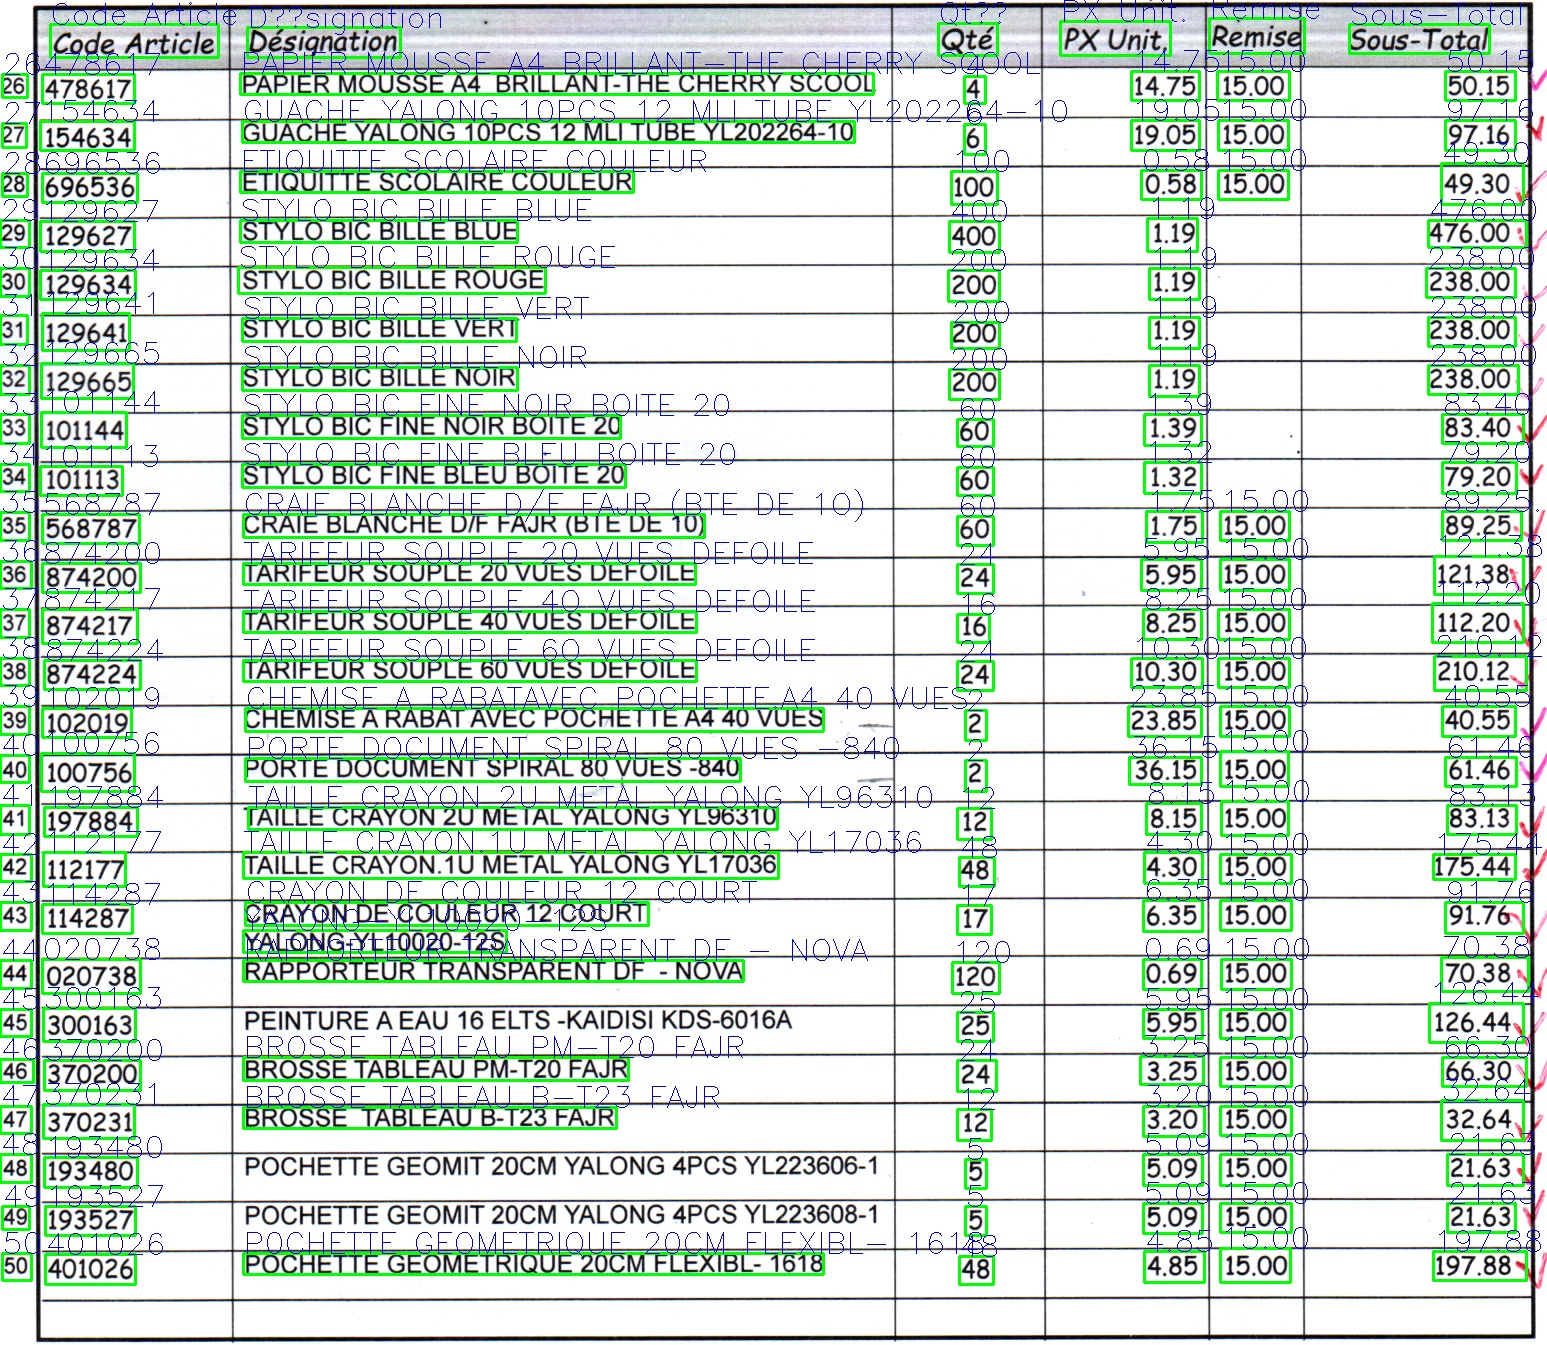 Code Article Désignation Qté PX Unit. Remise Sous-Total
26 478617 PAPIER MOUSSE A4 BRILLANT-THE CHERRY SCOOL 4 14.75 15.00 50.15
27 154634 GUACHE YALONG 10PCS 12 MLI TUBE YL202264-10 6 19.05 15.00 97.16
28 696536 ETIQUITTE SCOLAIRE COULEUR 100 0.58 15.00 49.30
29 129627 STYLO BIC BILLE BLUE 400 1.19 476.00
30 129634 STYLO BIC BILLE ROUGE 200 1.19 238.00
31 129641 STYLO BIC BILLE VERT 200 1.19 238.00
32 129665 STYLO BIC BILLE NOIR 200 1.19 238.00
33 101144 STYLO BIC FINE NOIR BOITE 20 60 1.39 83.40
34 101113 STYLO BIC FINE BLEU BOITE 20 60 1.32 79.20
35 568787 CRAIE BLANCHE D/F FAJR (BTE DE 10) 60 1.75 15.00 89.25
36 874200 TARIFEUR SOUPLE 20 VUES DEFOILE 24 5.95 15.00 121.38
37 874217 TARIFEUR SOUPLE 40 VUES DEFOILE 16 8.25 15.00 112.20
38 874224 TARIFEUR SOUPLE 60 VUES DEFOILE 24 10.30 15.00 210.12
39 102019 CHEMISE A RABAT AVEC POCHETTE A4 40 VUES 2 23.85 15.00 40.55
40 100756 PORTE DOCUMENT SPIRAL 80 VUES -840 2 36.15 15.00 61.46
41 197884 TAILLE CRAYON 2U METAL YALONG YL96310 12 8.15 15.00 83.13
42 112177 TAILLE CRAYON.1U METAL YALONG YL17036 48 4.30 15.00 175.44
43 114287 CRAYON DE COULEUR 12 COURT 17 6.35 15.00 91.76
YALONG-YL10020-12S
44 020738 RAPPORTEUR TRANSPARENT DF - NOVA 120 0.69 15.00 70.38
45 300163 PEINTURE A EAU 16 ELTS -KAIDISI KDS-6016A 25 5.95 15.00 126.44
46 370200 BROSSE TABLEAU PM-T20 FAJR 24 3.25 15.00 66.30
47 370231 BROSSE TABLEAU B-T23 FAJR 12 3.20 15.00 32.64
48 193480 POCHETTE GEOMIT 20CM YALONG 4PCS YL223606-1 5 5.09 15.00 21.63
49 193527 POCHETTE GEOMIT 20CM YALONG 4PCS YL223608-1 5 5.09 15.00 21.63
50 401026 POCHETTE GEOMETRIQUE 20CM FLEXIBL- 1618 48 4.85 15.00 197.88